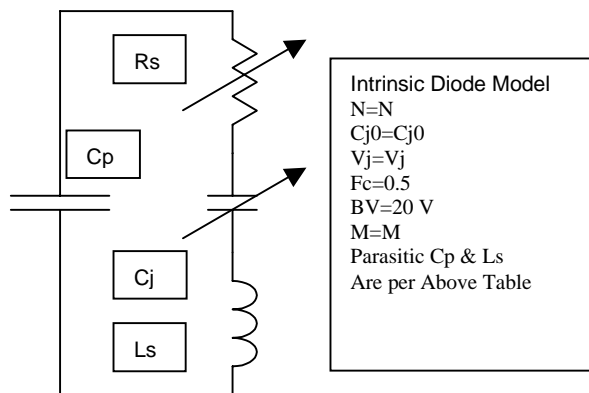 Rs
Cp
Cj
Ls
Intrinsic Diode Model
N=N
Cj0=Cj0
Vj=Vj
Fc=0.5
BV=20 V
M=M
Parasitic Cp & Ls
Are per Above Table